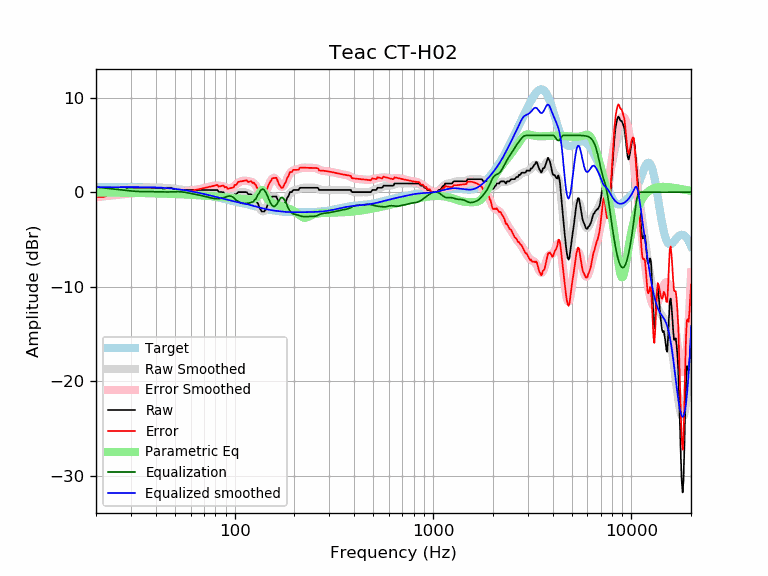 Teac CT-H02
10
0
−10
−20
−30
Amplitude (dBr)
Target
Raw Smoothed
Error Smoothed
Raw
Error
Parametric Eq
Equalization
Equalized smoothed
100 1000 10000
Frequency (Hz)